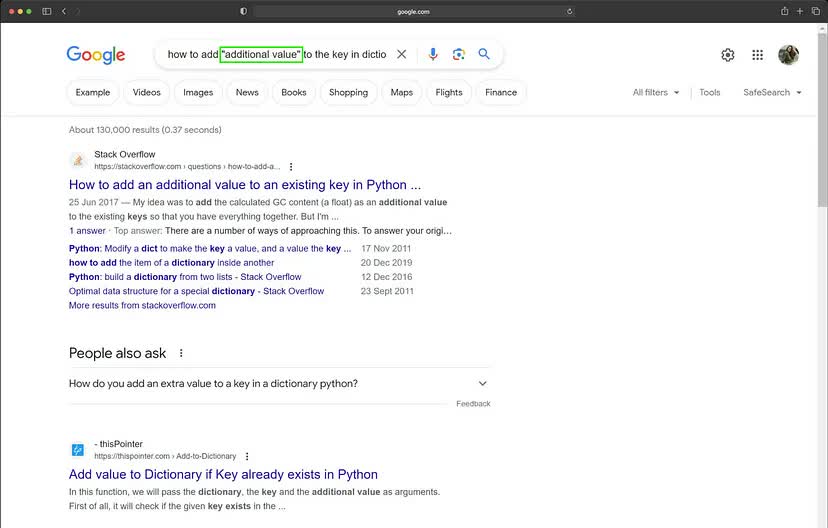 google.com
Google
how to add "additional value" to the key in dictio
Example Videos Images News Books Shopping Maps Flights Finance All filters Tools SafeSearch
About 130,000 results (0.37 seconds)
Stack Overflow
https://stackoverflow.com › questions › how-to-add-a...
How to add an additional value to an existing key in Python ...
25 Jun 2017 — My idea was to add the calculated GC content (a float) as an additional value
to the existing keys so that you have everything together. But I'm ...
1 answer · Top answer: There are a number of ways of approaching this. To answer your origi...
Python: Modify a dict to make the key a value, and a value the key ... 17 Nov 2011
how to add the item of a dictionary inside another 20 Dec 2019
Python: build a dictionary from two lists - Stack Overflow 12 Dec 2016
Optimal data structure for a special dictionary - Stack Overflow 23 Sept 2011
More results from stackoverflow.com
People also ask
How do you add an extra value to a key in a dictionary python?
Feedback
- thisPointer
https://thispointer.com › Add-to-Dictionary
Add value to Dictionary if Key already exists in Python
In this function, we will pass the dictionary, the key and the additional value as arguments.
First of all, it will check if the given key exists in the ...